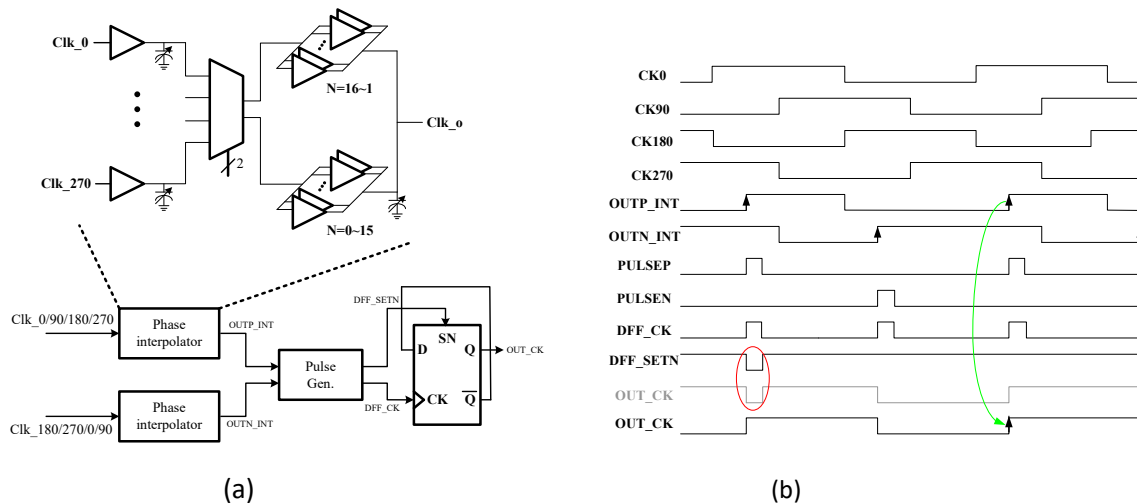 Clk_0
Clk_270
2
N=16~1
N=0~15
Clk_o
Clk_0/90/180/270
Phase
interpolator
OUTP_INT
Clk_180/270/0/90
Phase
interpolator
OUTN_INT
Pulse
Gen.
DFF_SETN
DFF_CK
SN
D
Q
CK
Q
OUT_CK
(a)
CK0
CK90
CK180
CK270
OUTP_INT
OUTN_INT
PULSEP
PULSEN
DFF_CK
DFF_SETN
OUT_CK
OUT_CK
(b)